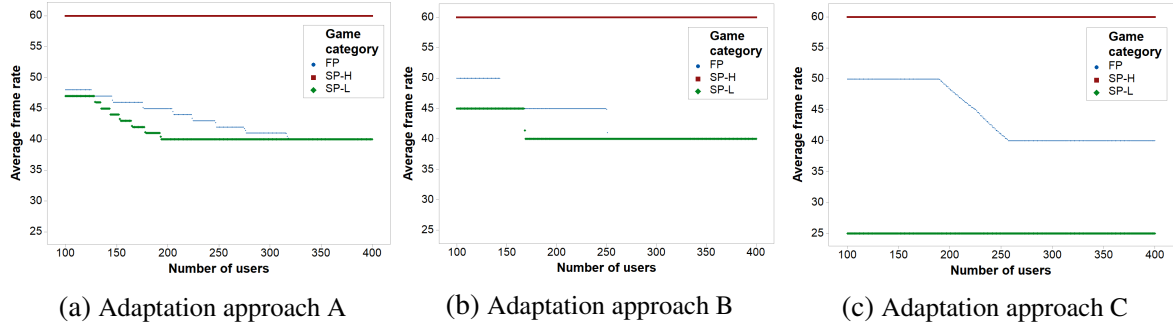 60
55
50
45
40
35
30
25
Average frame rate
100 150 200 250 300 350 400
Number of users
Game
category
FP
SP-H
SP-L
(a) Adaptation approach A
60
55
50
45
40
35
30
25
Average frame rate
100 150 200 250 300 350 400
Number of users
Game
category
FP
SP-H
SP-L
(b) Adaptation approach B
60
55
50
45
40
35
30
25
Average frame rate
100 150 200 250 300 350 400
Number of users
Game
category
FP
SP-H
SP-L
(c) Adaptation approach C